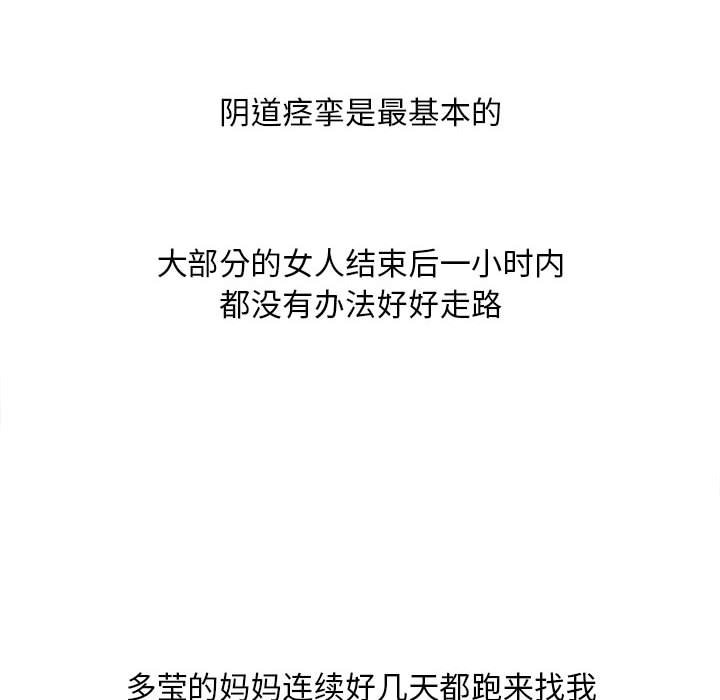 阴道痉挛是最基本的
大部分的女人结束后一小时内
都没有办法好好走路
多莹的妈妈连续好几天都跑来找我